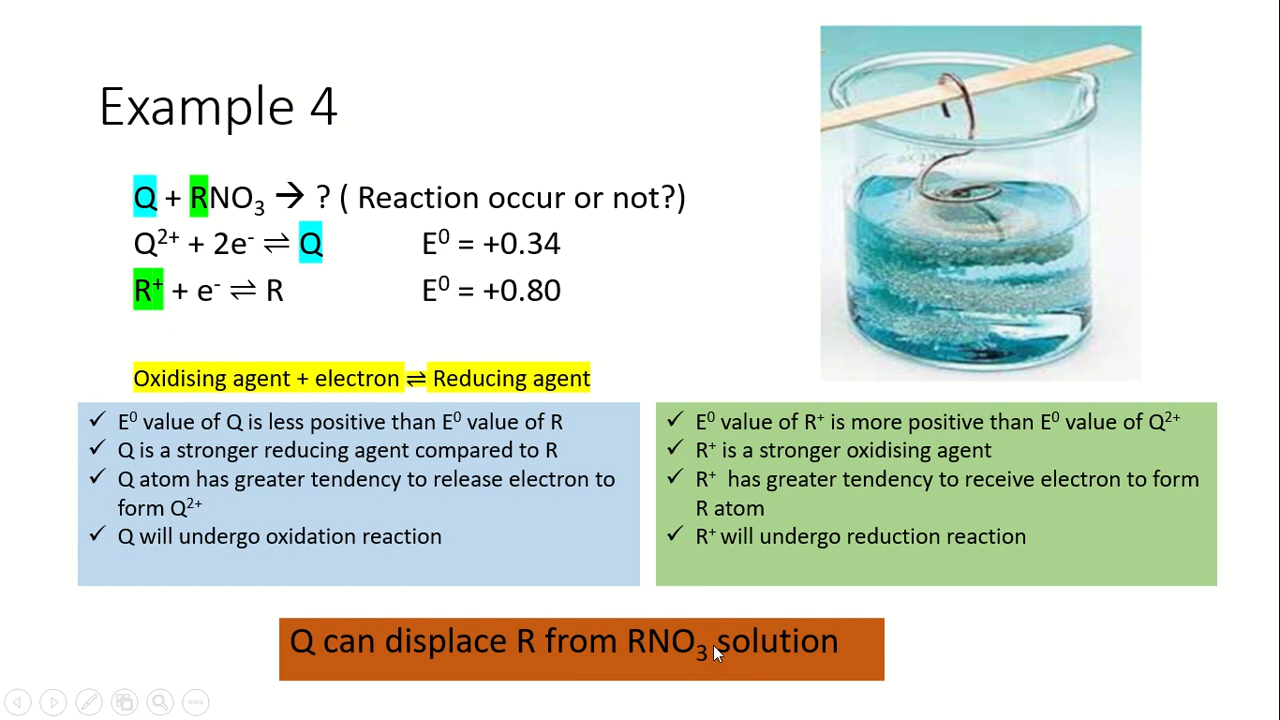 Example 4
Q + RNO₃ → ? ( Reaction occur or not?)
Q²⁺ + 2e⁻ ⇌ Q E⁰ = +0.34
R⁺ + e⁻ ⇌ R E⁰ = +0.80
Oxidising agent + electron ⇌ Reducing agent
✓ E⁰ value of Q is less positive than E⁰ value of R
✓ Q is a stronger reducing agent compared to R
✓ Q atom has greater tendency to release electron to
form Q²⁺
✓ Q will undergo oxidation reaction
✓ E⁰ value of R⁺ is more positive than E⁰ value of Q²⁺
✓ R⁺ is a stronger oxidising agent
✓ R⁺ has greater tendency to receive electron to form
R atom
✓ R⁺ will undergo reduction reaction
Q can displace R from RNO₃ solution